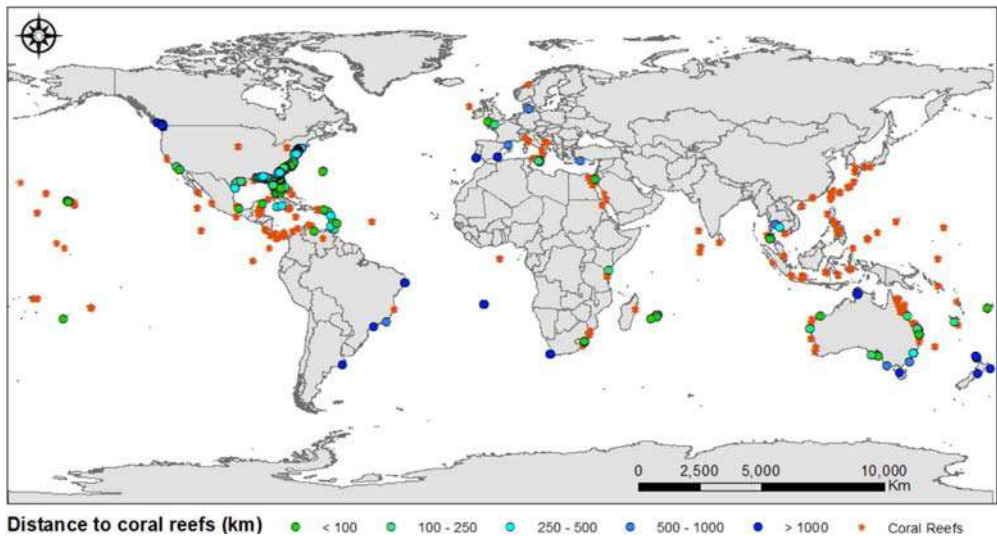 0 2,500 5,000 10,000
Km
Distance to coral reefs (km) < 100 100 - 250 250 - 500 500 - 1000 > 1000 Coral Reefs